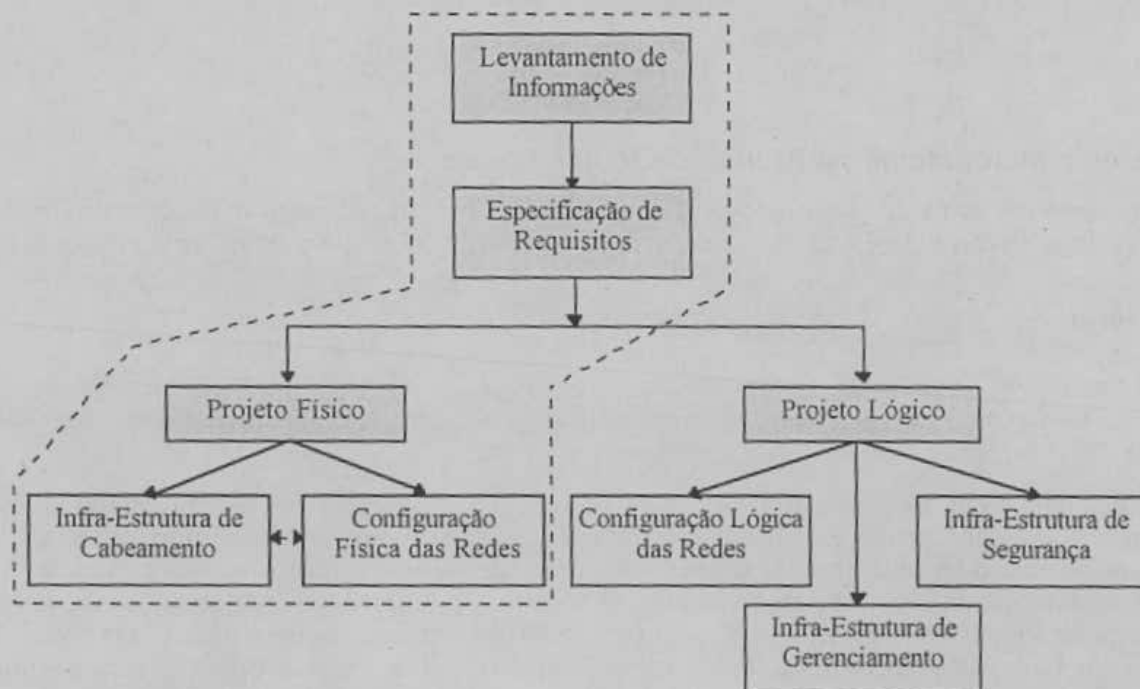 Levantamento de
Informações
Especificação de
Requisitos
Projeto Físico
Projeto Lógico
Infra-Estrutura de
Cabeamento
Configuração
Física das Redes
Configuração Lógica
das Redes
Infra-Estrutura de
Segurança
Infra-Estrutura de
Gerenciamento